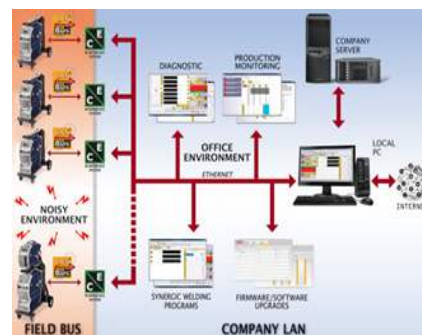 COMPANY
SERVER
DIAGNOSTIC
PRODUCTION
MONITORING
OFFICE
ENVIRONMENT
ETHERNET
LOCAL
PC
INTERNE
NOISY
ENVIRONMENT
SYNERGIC WELDING
PROGRAMS
FIRMWARE/SOFTWARE
UPGRADES
FIELD BUS
COMPANY LAN